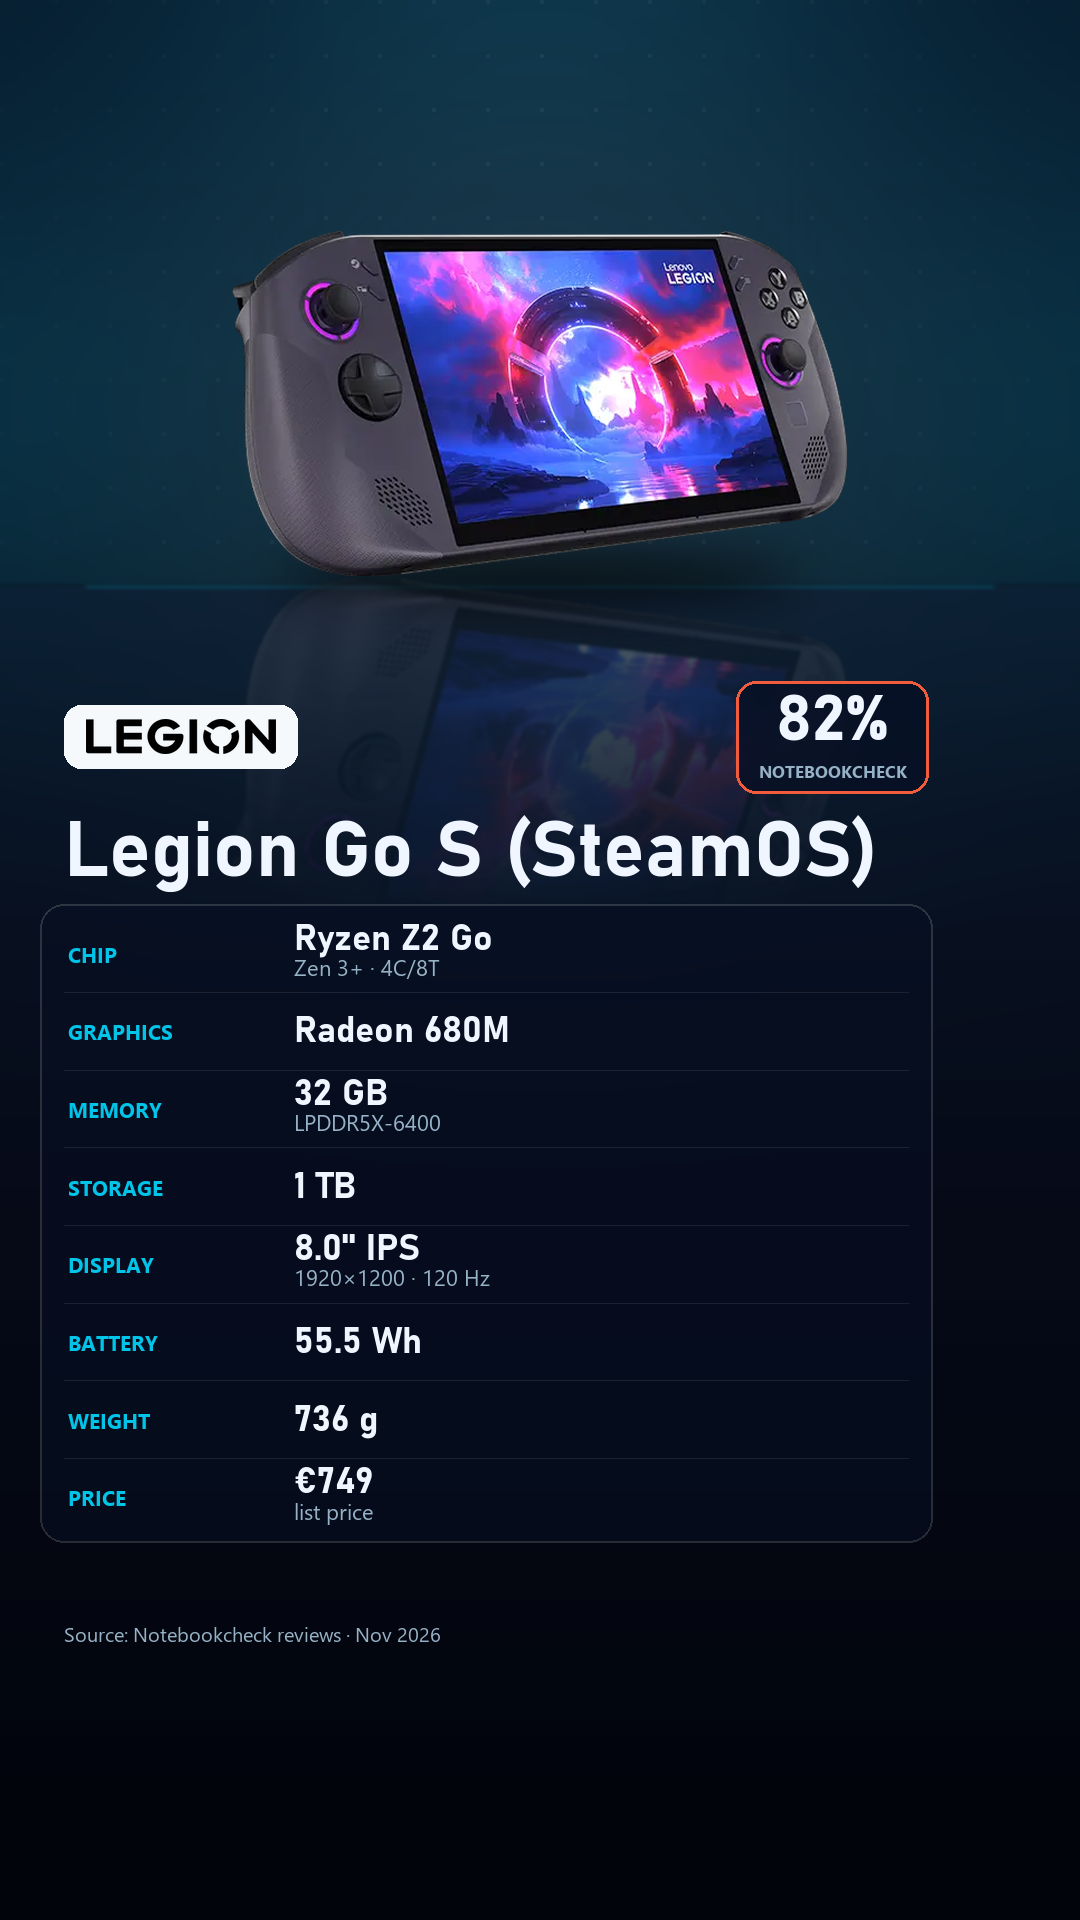 Lenovo
LEGION
Y
X
B
A
LEGION
82%
NOTEBOOKCHECK
Legion Go S (SteamOS)
CHIP
Ryzen Z2 Go
Zen 3+ · 4C/8T
GRAPHICS
Radeon 680M
MEMORY
32 GB
LPDDR5X-6400
STORAGE
1 TB
DISPLAY
8.0" IPS
1920×1200 · 120 Hz
BATTERY
55.5 Wh
WEIGHT
736 g
PRICE
€749
list price
Source: Notebookcheck reviews · Nov 2026